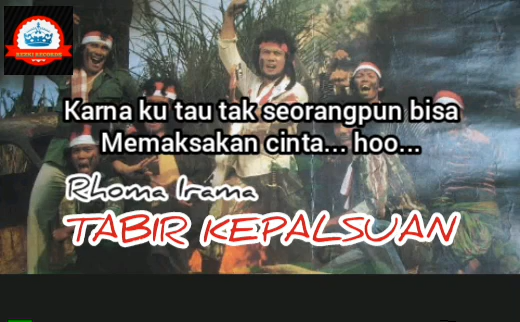 Karna ku tau tak seorangpun bisa
Memaksakan cinta... hoo...
Rhoma Irama
TABIR KEPALSUAN